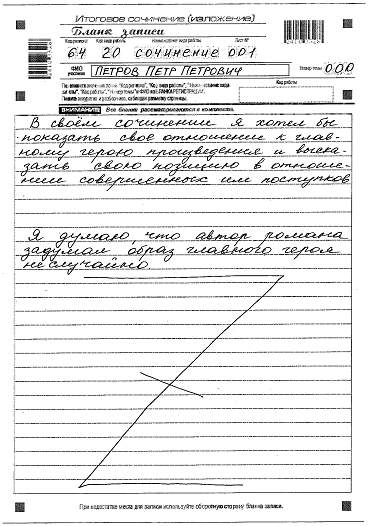 Итоговое сочинение (изложение)
Бланк записи
Код региона Код вида работы Наименование вида работы Лист №
64 20 сочинение 001
ФИО участника ПЕТРОВ ПЕТР ПЕТРОВИЧ Номер темы 000
Код работы
ВНИМАНИЕ! Все бланки рассматриваются в комплекте.
В своём сочинении я хотел бы
показать своё отношение к глав-
ному герою произведения и выска-
зать свою позицию в отноше-
нии совершенных им поступков
Я думаю, что автор романа
задумал образ главного героя
не случайно.
При недостатке места для записи используйте оборотную сторону бланка записи.